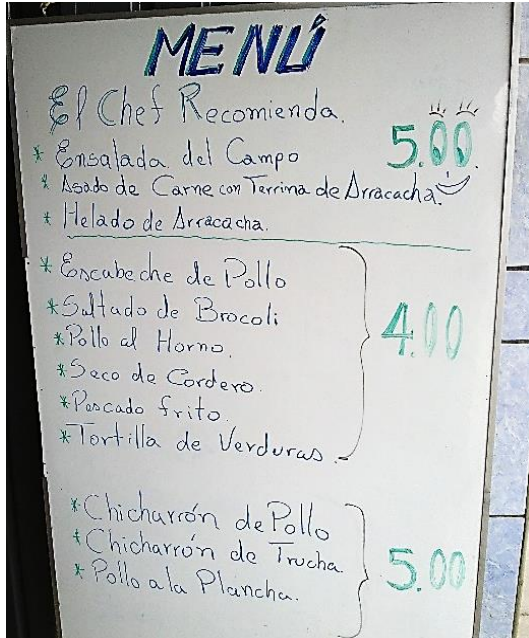 MENÚ
El Chef Recomienda.
* Ensalada del Campo 5.00.
* Asado de Carne con Terrina de Arracacha.
* Helado de Arracacha.
* Escabeche de Pollo
* Saltado de Brocoli
* Pollo al Horno. 4.00
* Seco de Cordero.
* Pescado frito.
* Tortilla de Verduras.
* Chicharrón de Pollo
* Chicharrón de Trucha. 5.00
* Pollo a la Plancha.